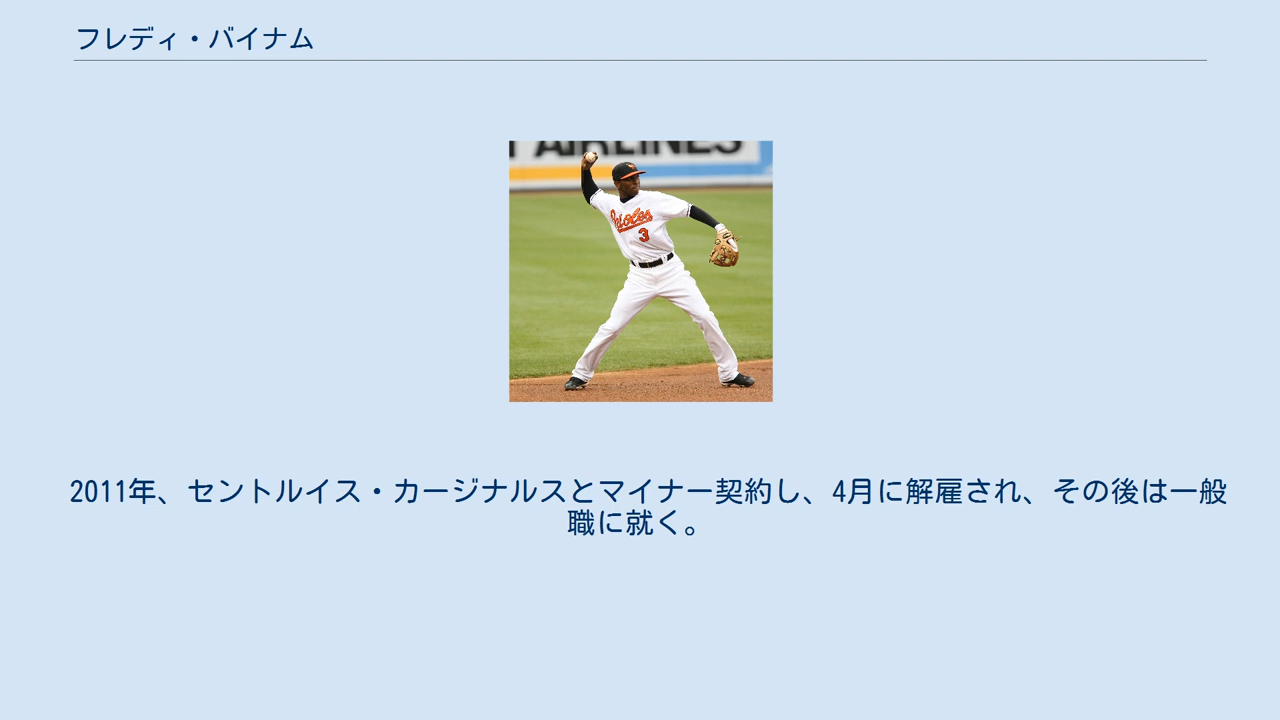 フレディ・バイナム
AIRLINES
Orioles
3
2011年、セントルイス・カージナルスとマイナー契約し、4月に解雇され、その後は一般
職に就く。